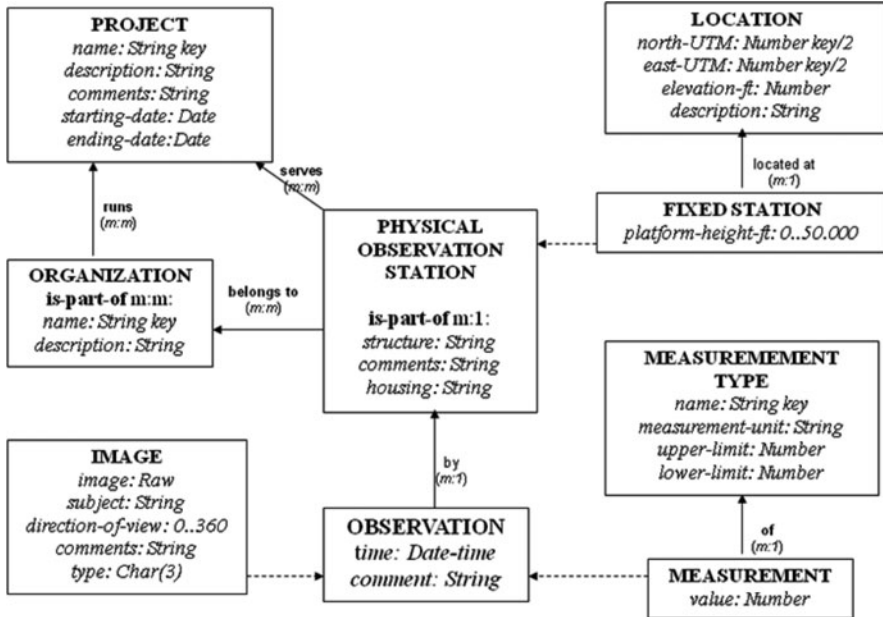 PROJECT
name: String key
description: String
comments: String
starting-date: Date
ending-date: Date
LOCATION
north-UTM: Number key/2
east-UTM: Number key/2
elevation-ft: Number
description: String
serves
(m:m)
located at
(m:1)
runs
(m:m)
PHYSICAL
OBSERVATION
STATION
is-part-of m:1:
structure: String
comments: String
housing: String
FIXED STATION
platform-height-ft: 0..50.000
ORGANIZATION
is-part-of m:m:
name: String key
description: String
belongs to
(m:m)
MEASUREMEMENT
TYPE
name: String key
measurement-unit: String
upper-limit: Number
lower-limit: Number
IMAGE
image: Raw
subject: String
direction-of-view: 0..360
comments: String
type: Char(3)
by
(m:1)
OBSERVATION
time: Date-time
comment: String
of
(m:1)
MEASUREMENT
value: Number